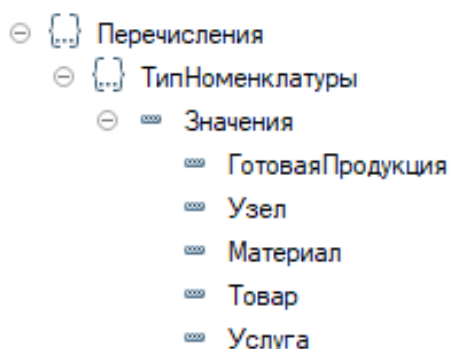 Перечисления
ТипНоменклатуры
Значения
ГотоваяПродукция
Узел
Материал
Товар
Услуга